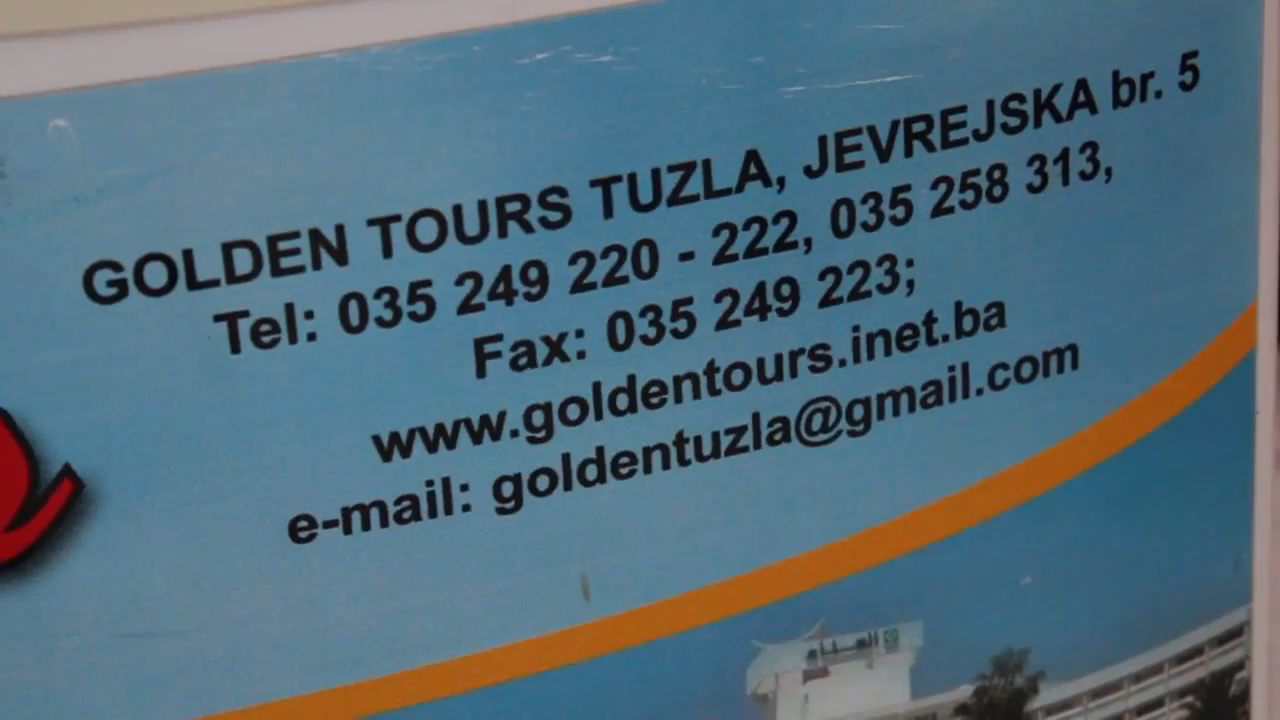 GOLDEN TOURS TUZLA, JEVREJSKA br. 5
Tel: 035 249 220 - 222, 035 258 313,
Fax: 035 249 223;
www.goldentours.inet.ba
e-mail: goldentuzla@gmail.com